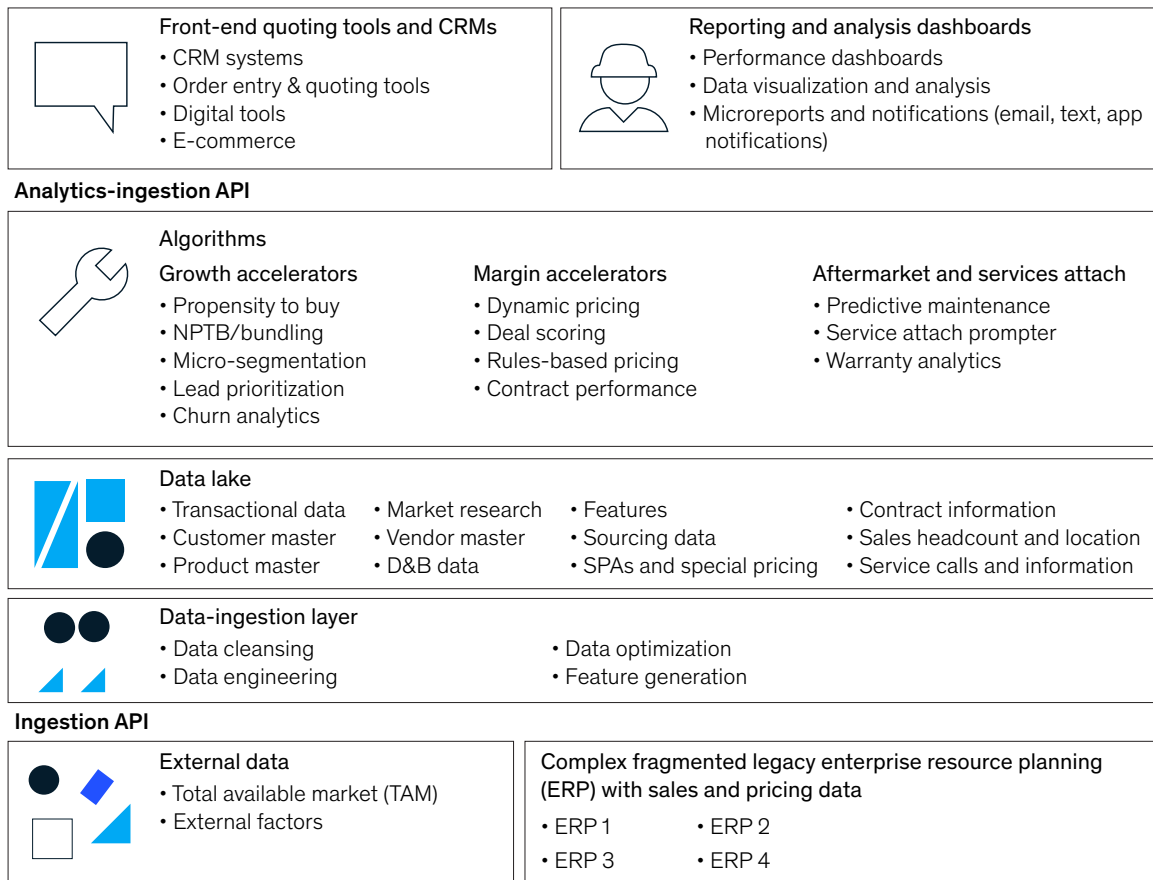 Front-end quoting tools and CRMs
• CRM systems
• Order entry & quoting tools
• Digital tools
• E-commerce
Reporting and analysis dashboards
• Performance dashboards
• Data visualization and analysis
• Microreports and notifications (email, text, app
notifications)
Analytics-ingestion API
Algorithms
Growth accelerators
• Propensity to buy
• NPTB/bundling
• Micro-segmentation
• Lead prioritization
• Churn analytics
Margin accelerators
• Dynamic pricing
• Deal scoring
• Rules-based pricing
• Contract performance
Aftermarket and services attach
• Predictive maintenance
• Service attach prompter
• Warranty analytics
Data lake
• Transactional data
• Customer master
• Product master
• Market research
• Vendor master
• D&B data
• Features
• Sourcing data
• SPAs and special pricing
• Contract information
• Sales headcount and location
• Service calls and information
Data-ingestion layer
• Data cleansing
• Data engineering
• Data optimization
• Feature generation
Ingestion API
External data
• Total available market (TAM)
• External factors
Complex fragmented legacy enterprise resource planning
(ERP) with sales and pricing data
• ERP 1
• ERP 2
• ERP 3
• ERP 4